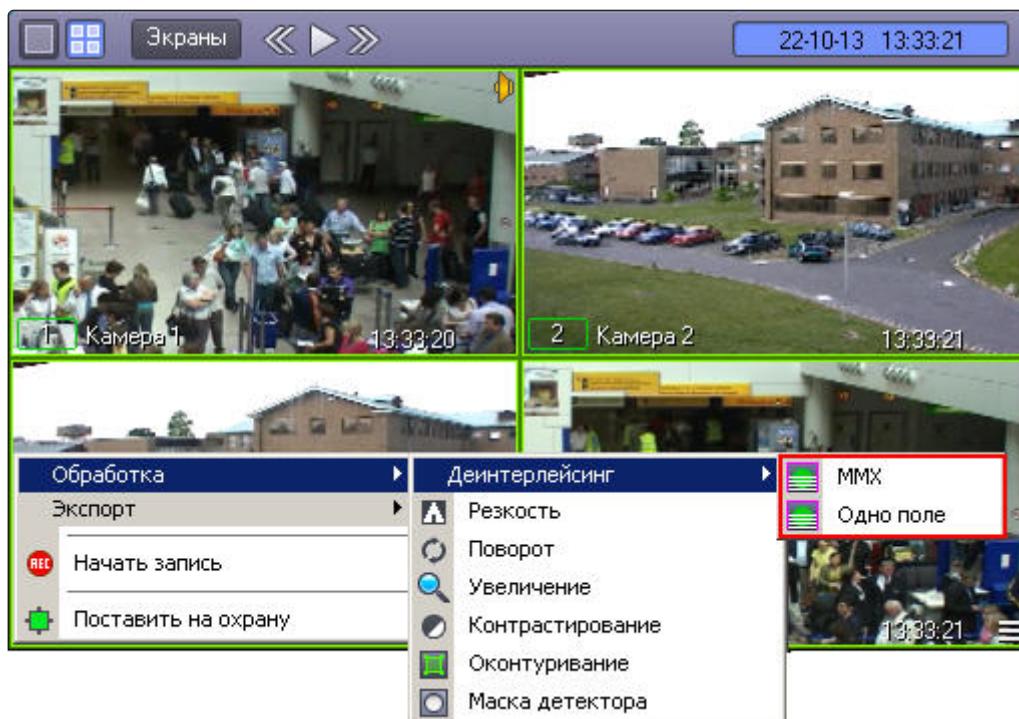 Экраны
22-10-13 13:33:21
1 Камера 1 13:33:20
2 Камера 2 13:33:21
Обработка
Экспорт
REC Начать запись
Поставить на охрану
Деинтерлейсинг
Резкость
Поворот
Увеличение
Контрастирование
Оконтуривание
Маска детектора
MMX
Одно поле
13:33:21